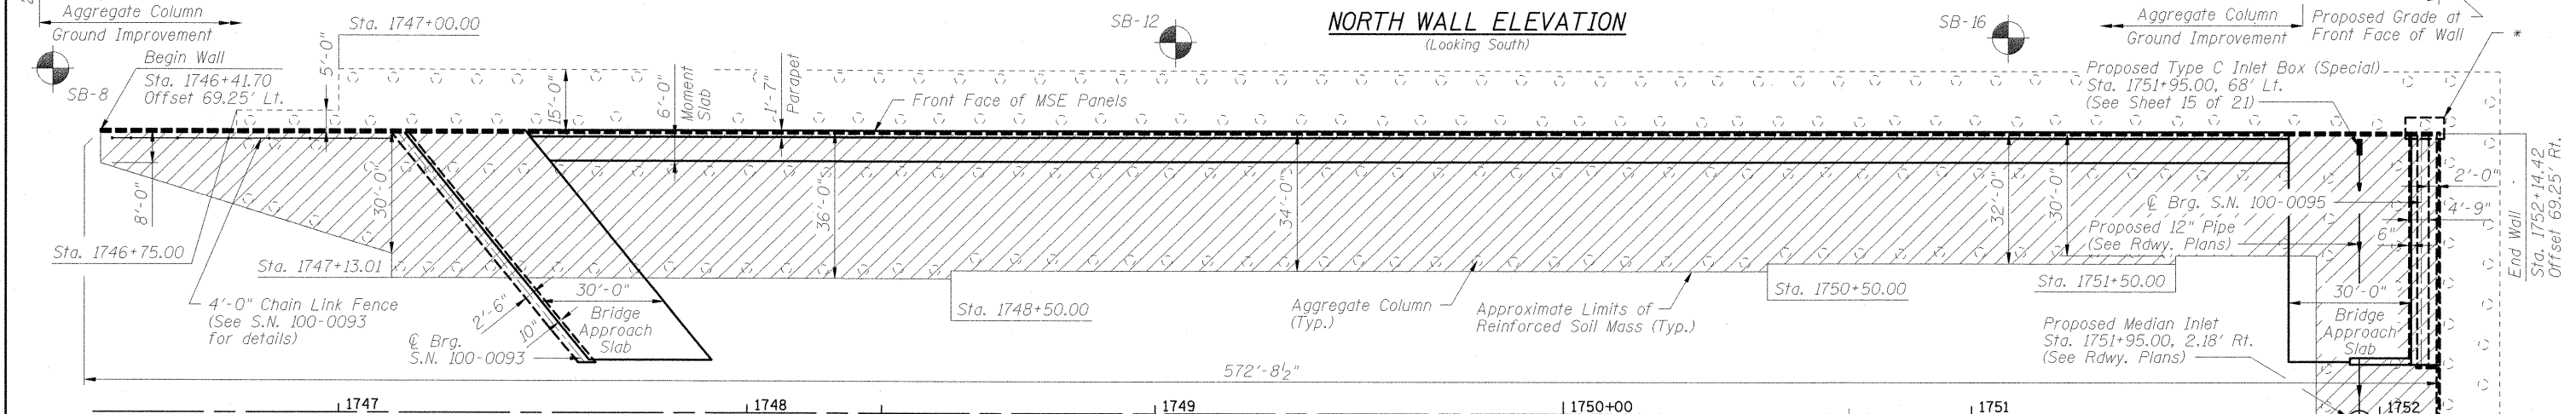 Aggregate Column
Ground Improvement
Begin Wall
Sta. 1746+41.70
Offset 69.25' Lt.
SB-8
Sta. 1747+00.00
5'-0"
SB-12
NORTH WALL ELEVATION
(Looking South)
SB-16
Aggregate Column
Ground Improvement
Proposed Grade at
Front Face of Wall
*
15'-0"
6'-0"
Moment
Slab
1'-7"
Parapet
Front Face of MSE Panels
Proposed Type C Inlet Box (Special)
Sta. 1751+95.00, 68' Lt.
(See Sheet 15 of 21)
8'-0"
30'-0"
36'-0"
34'-0"
32'-0"
30'-0"
℄ Brg. S.N. 100-0095
2'-0"
4'-9"
6"
End Wall
Sta. 1752+14.42
Offset 69.25' Rt.
Proposed 12" Pipe
(See Rdwy. Plans)
Sta. 1746+75.00
Sta. 1747+13.01
4'-0" Chain Link Fence
(See S.N. 100-0093
for details)
2'-6"
10"
℄ Brg.
S.N. 100-0093
30'-0"
Bridge
Approach
Slab
Sta. 1748+50.00
Aggregate Column
(Typ.)
Approximate Limits of
Reinforced Soil Mass (Typ.)
Sta. 1750+50.00
Sta. 1751+50.00
30'-0"
Bridge
Approach
Slab
Proposed Median Inlet
Sta. 1751+95.00, 2.18' Rt.
(See Rdwy. Plans)
572'-8½"
1747
1748
1749
1750+00
1751
1752